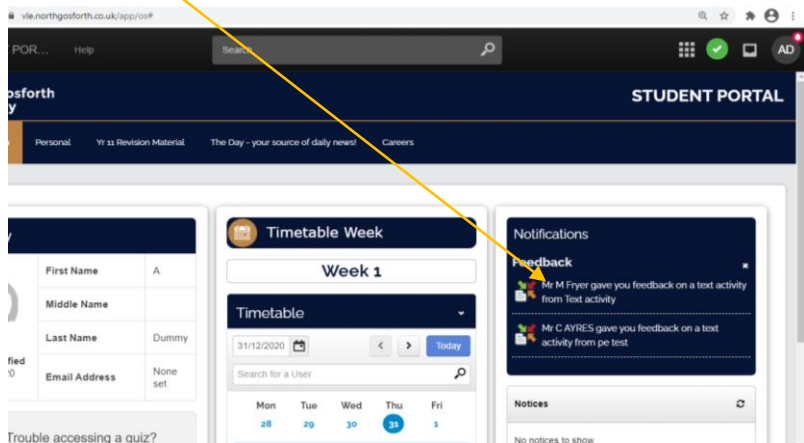 vle.northgosforth.co.uk/app/os#
POR... Help Search AD
osforth
y
STUDENT PORTAL
Personal Yr 11 Revision Material The Day - your source of daily news! Careers
y
First Name A
Middle Name
Last Name Dummy
fied
20
Email Address None set
Trouble accessing a quiz?
Timetable Week
Week 1
Timetable
31/12/2020 < > Today
Search for a User
Mon Tue Wed Thu Fri
28 29 30 31 1
Notifications
Feedback
Mr M Fryer gave you feedback on a text activity
from Text activity
Mr C AYRES gave you feedback on a text
activity from pe test
Notices
No notices to show